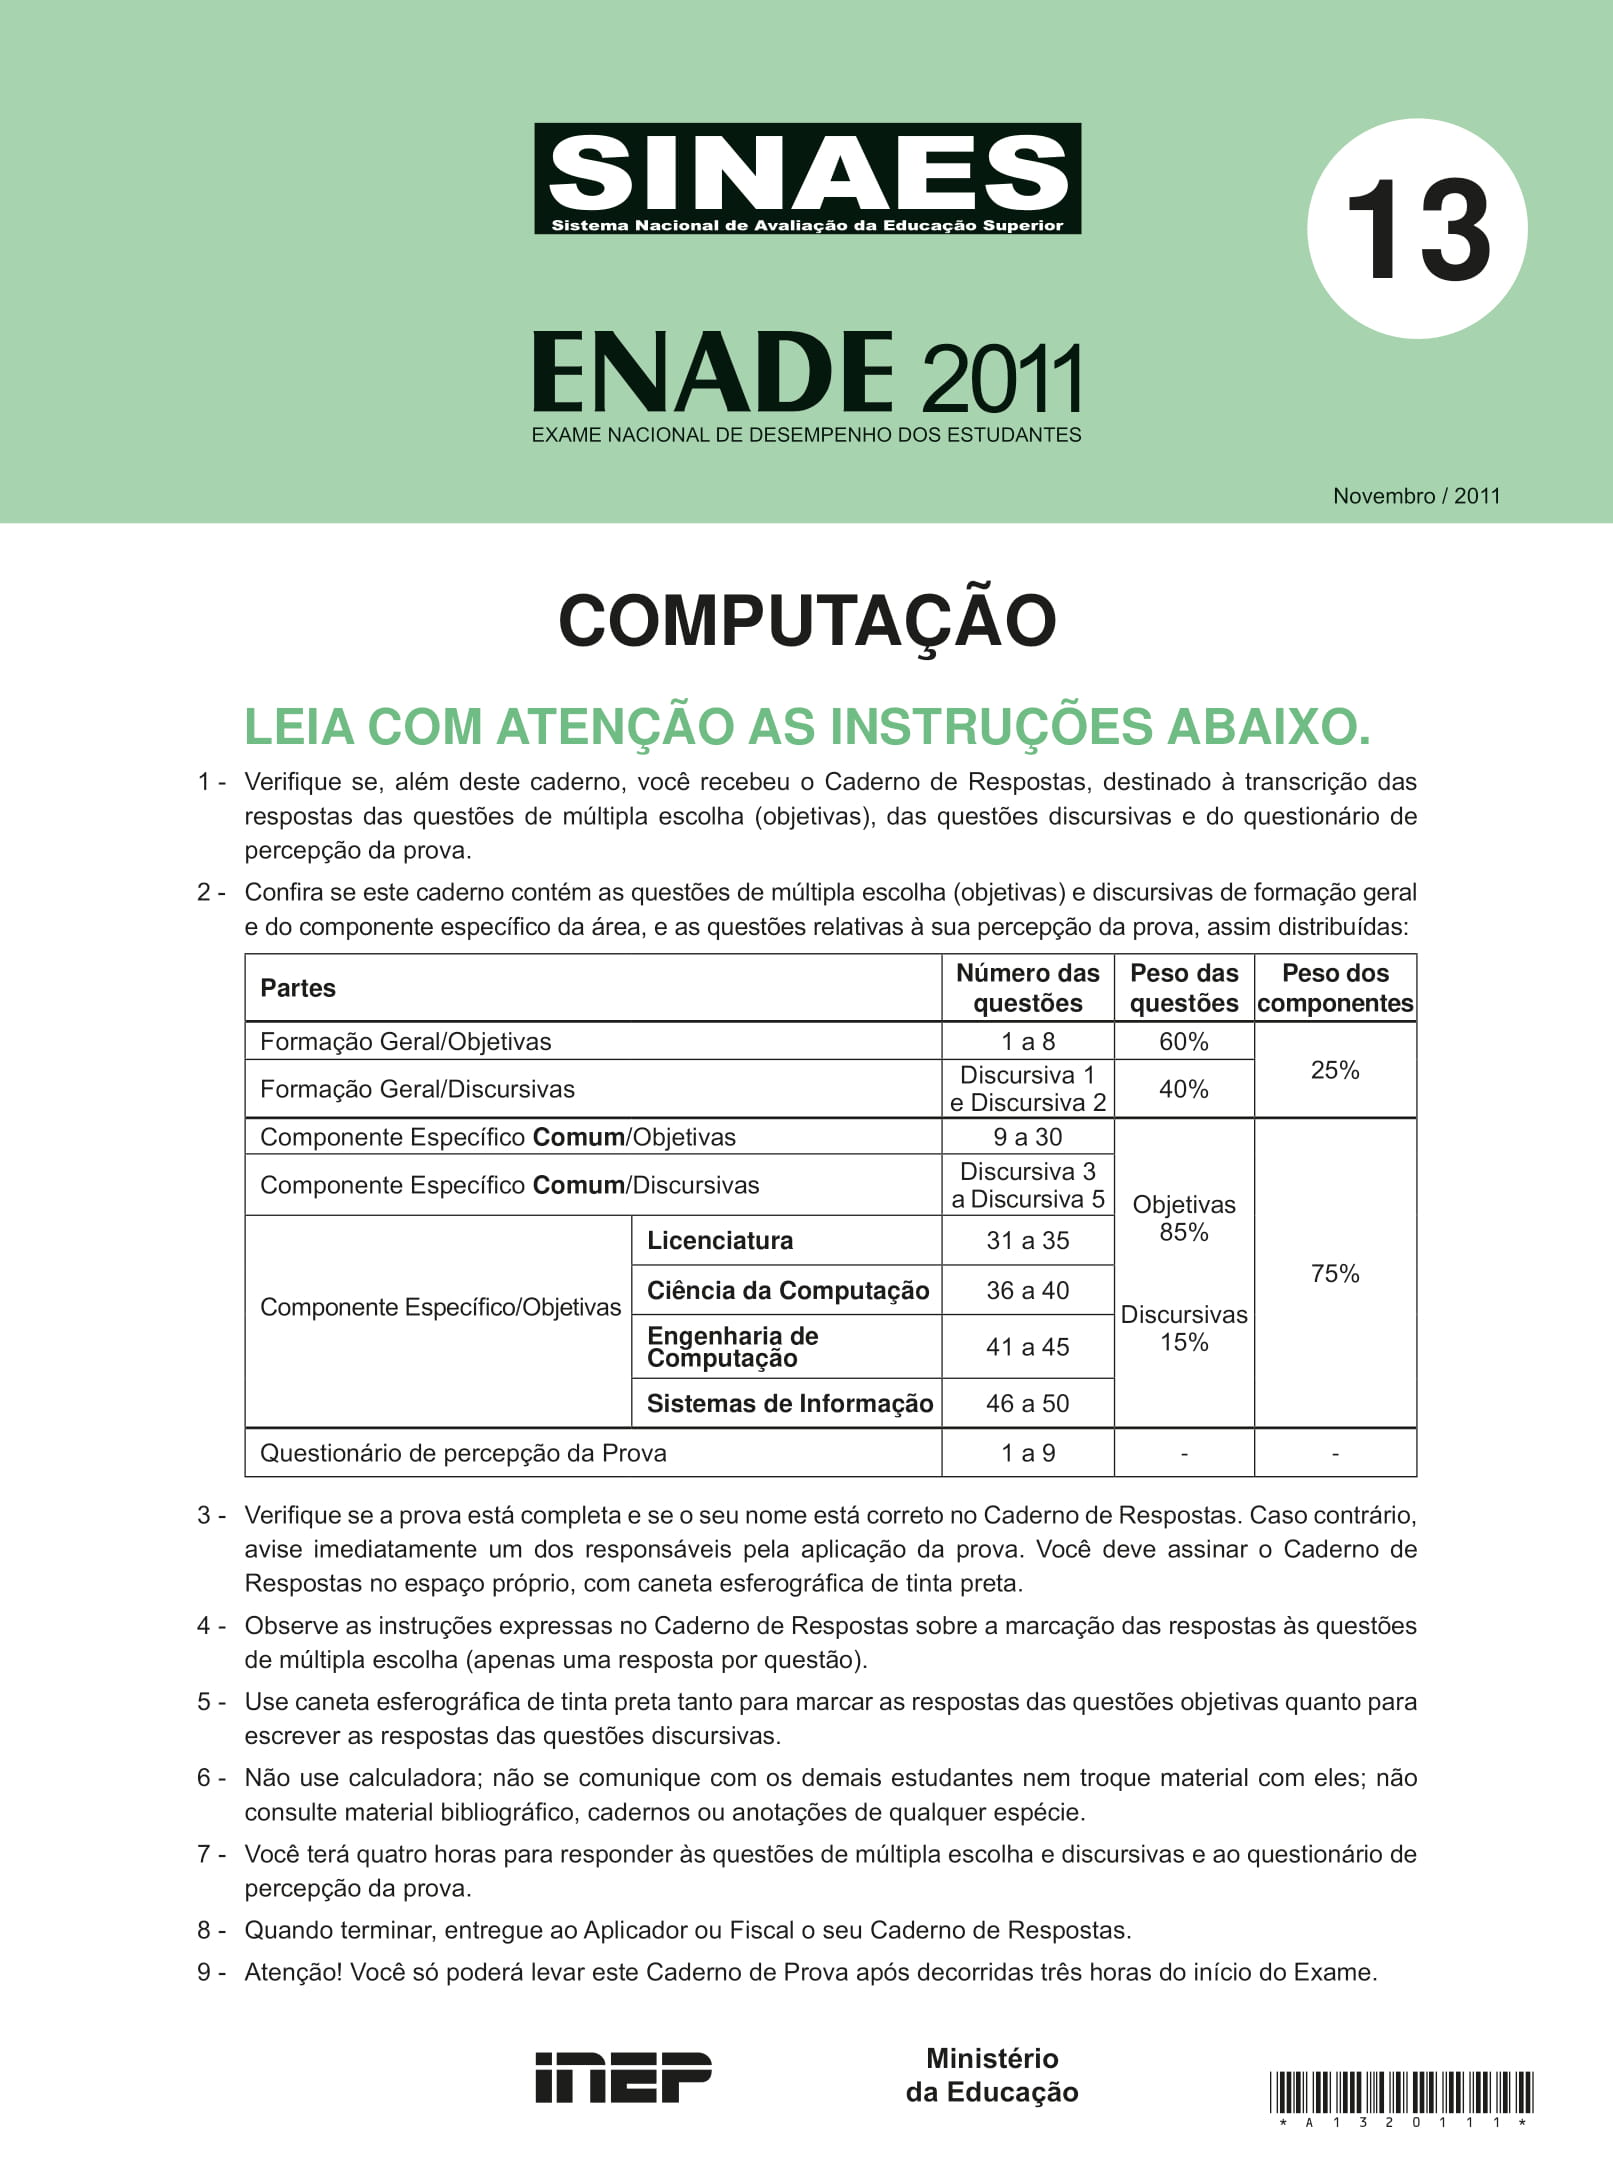 SINAES
Sistema Nacional de Avaliação da Educação Superior
13
ENADE 2011
EXAME NACIONAL DE DESEMPENHO DOS ESTUDANTES
Novembro / 2011
COMPUTAÇÃO
LEIA COM ATENÇÃO AS INSTRUÇÕES ABAIXO.
1 - Verifique se, além deste caderno, você recebeu o Caderno de Respostas, destinado à transcrição das
respostas das questões de múltipla escolha (objetivas), das questões discursivas e do questionário de
percepção da prova.
2 - Confira se este caderno contém as questões de múltipla escolha (objetivas) e discursivas de formação geral
e do componente específico da área, e as questões relativas à sua percepção da prova, assim distribuídas:
Partes
Número das
questões
Peso das
questões
Peso dos
componentes
Formação Geral/Objetivas
1 a 8
60%
25%
Formação Geral/Discursivas
Discursiva 1
e Discursiva 2
40%
Componente Específico Comum/Objetivas
9 a 30
Objetivas
85%
Discursivas
15%
75%
Componente Específico Comum/Discursivas
Discursiva 3
a Discursiva 5
Componente Específico/Objetivas
Licenciatura
31 a 35
Ciência da Computação
36 a 40
Engenharia de
Computação
41 a 45
Sistemas de Informação
46 a 50
Questionário de percepção da Prova
1 a 9
-
-
3 - Verifique se a prova está completa e se o seu nome está correto no Caderno de Respostas. Caso contrário,
avise imediatamente um dos responsáveis pela aplicação da prova. Você deve assinar o Caderno de
Respostas no espaço próprio, com caneta esferográfica de tinta preta.
4 - Observe as instruções expressas no Caderno de Respostas sobre a marcação das respostas às questões
de múltipla escolha (apenas uma resposta por questão).
5 - Use caneta esferográfica de tinta preta tanto para marcar as respostas das questões objetivas quanto para
escrever as respostas das questões discursivas.
6 - Não use calculadora; não se comunique com os demais estudantes nem troque material com eles; não
consulte material bibliográfico, cadernos ou anotações de qualquer espécie.
7 - Você terá quatro horas para responder às questões de múltipla escolha e discursivas e ao questionário de
percepção da prova.
8 - Quando terminar, entregue ao Aplicador ou Fiscal o seu Caderno de Respostas.
9 - Atenção! Você só poderá levar este Caderno de Prova após decorridas três horas do início do Exame.
INEP
Ministério
da Educação
*A1320111*